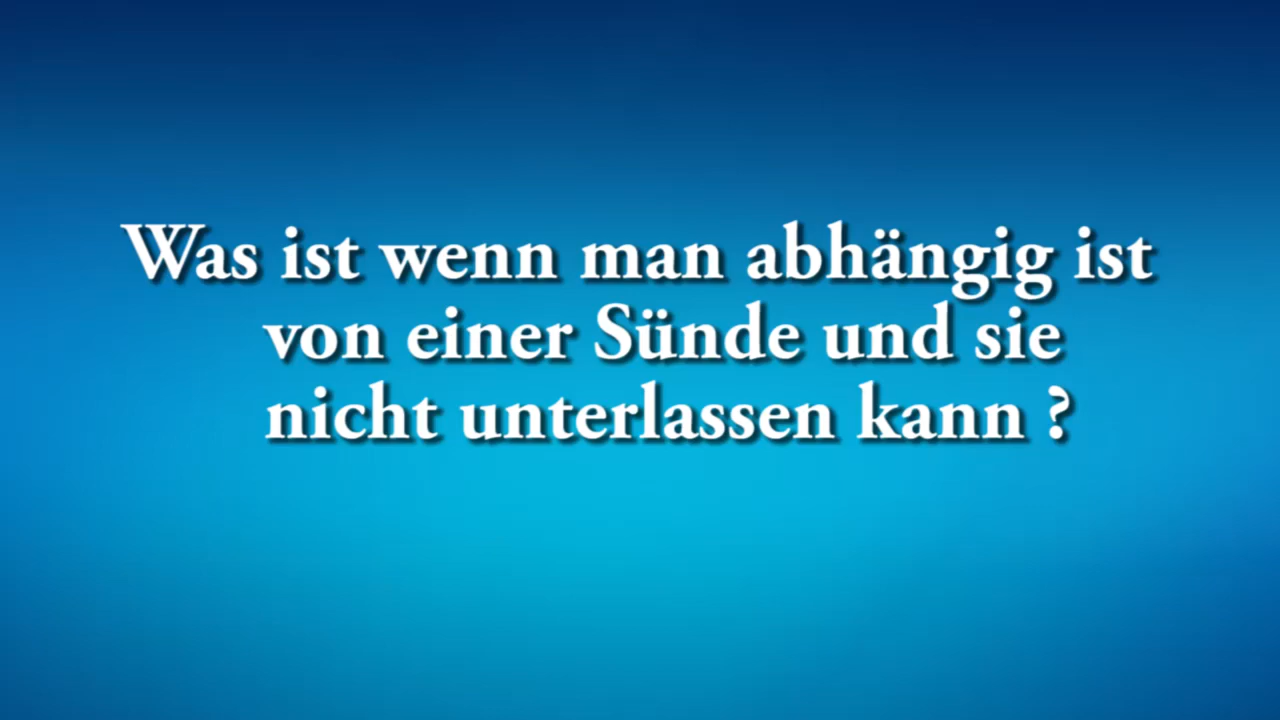 Was ist wenn man abhängig ist
von einer Sünde und sie
nicht unterlassen kann ?